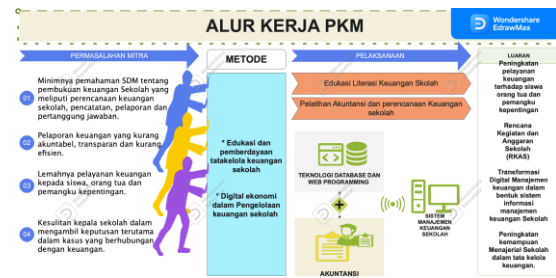 ALUR KERJA PKM
Wondershare
EdrawMax
PERMASALAHAN MITRA
METODE
PELAKSANAAN
LUARAN
01
Minimnya pemahaman SDM tentang
pembukuan keuangan Sekolah yang
meliputi perencanaan keuangan
sekolah, pencatatan, pelaporan dan
pertanggung jawaban.
02
Pelaporan keuangan yang kurang
akuntabel, transparan dan kurang
efisien.
03
Lemahnya pelayanan keuangan
kepada siswa, orang tua dan
pemangku kepentingan.
04
Kesulitan kepala sekolah dalam
mengambil keputusan terutama
dalam kasus yang berhubungan
dengan keuangan.
* Edukasi dan
pemberdayaan
tatakelola keuangan
sekolah
* Digital ekonomi
dalam Pengelolaan
keuangan sekolah
Edukasi Literasi Keuangan Skolah
Pelatihan Akuntansi dan perencanaan Keuangan
sekolah
TEKNOLOGI DATABASE DAN
WEB PROGRAMMING
+
AKUNTANSI
SISTEM
MANAJEMEN
KEUANGAN
SEKOLAH
Peningkatan
pelayanan
keuangan
terhadap siswa
orang tua dan
pemangku
kepentingan
Rencana
Kegiatan dan
Anggaran
Sekolah
(RKAS)
Transformasi
Digital Manajemen
keuangan dalam
bentuk sistem
informasi
manajemen
keuangan Sekolah
Peningkatan
kemampuan
Menajerial Sekolah
dalam tata kelola
keuangan.